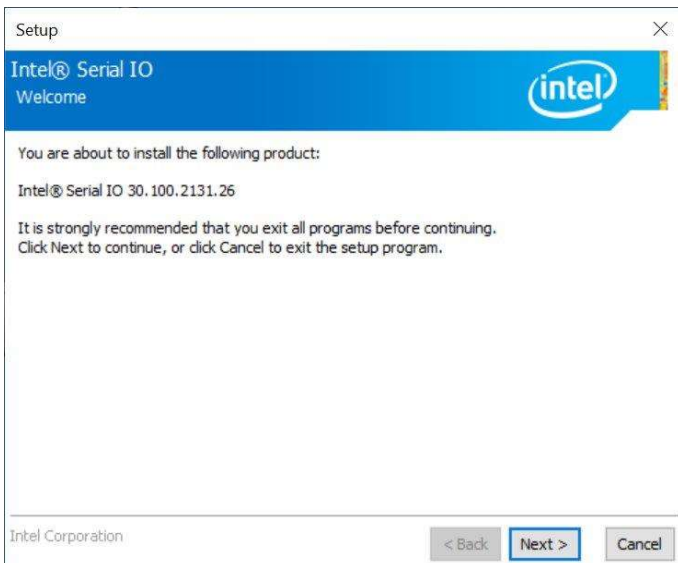 Setup
Intel® Serial IO
Welcome
intel
You are about to install the following product:
Intel® Serial IO 30.100.2131.26
It is strongly recommended that you exit all programs before continuing.
Click Next to continue, or click Cancel to exit the setup program.
Intel Corporation
< Back Next > Cancel